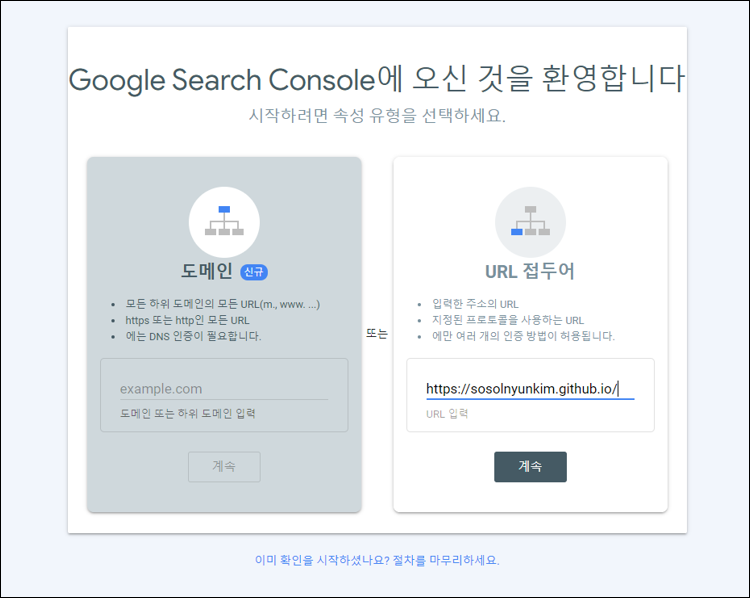 Google Search Console에 오신 것을 환영합니다
시작하려면 속성 유형을 선택하세요.
도메인 신규
• 모든 하위 도메인의 모든 URL(m., www. ...)
• https 또는 http인 모든 URL
• 에는 DNS 인증이 필요합니다.
example.com
도메인 또는 하위 도메인 입력
계속
또는
URL 접두어
• 입력한 주소의 URL
• 지정된 프로토콜을 사용하는 URL
• 에만 여러 개의 인증 방법이 허용됩니다.
https://sosolnyunkim.github.io/
URL 입력
계속
이미 확인을 시작하셨나요? 절차를 마무리하세요.